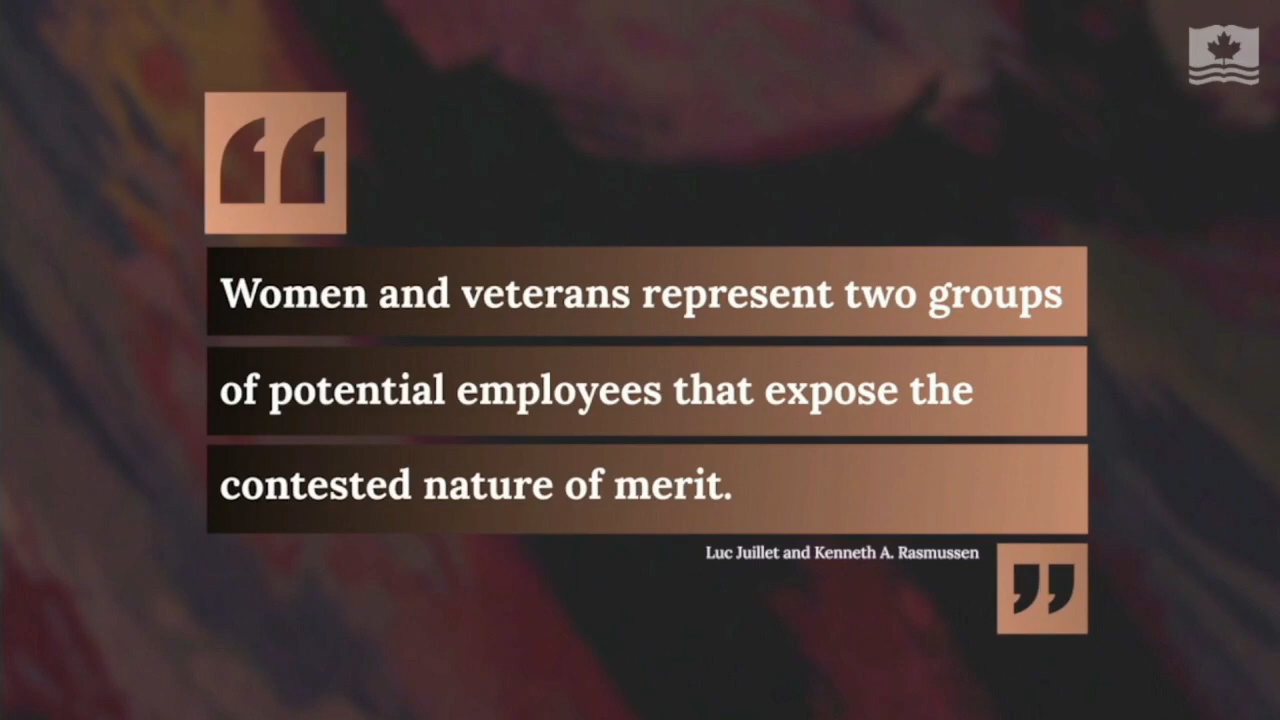 “
Women and veterans represent two groups
of potential employees that expose the
contested nature of merit.
Luc Juillet and Kenneth A. Rasmussen
”